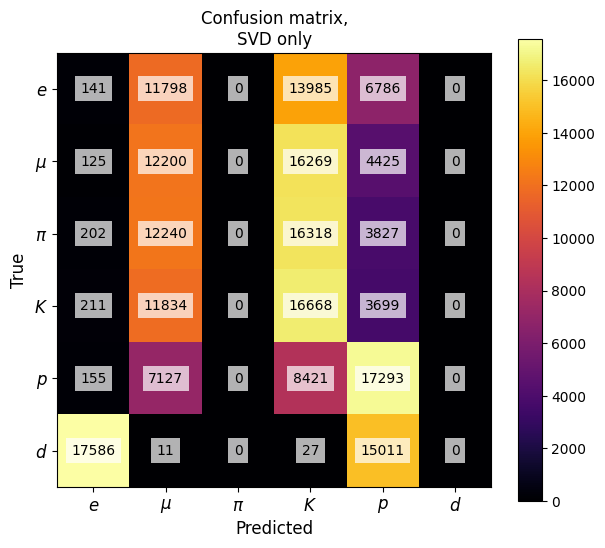 Confusion matrix,
SVD only
e 141 11798 0 13985 6786 0
μ 125 12200 0 16269 4425 0
π 202 12240 0 16318 3827 0
K 211 11834 0 16668 3699 0
p 155 7127 0 8421 17293 0
d 17586 11 0 27 15011 0
e μ π K p d
Predicted
True
16000
14000
12000
10000
8000
6000
4000
2000
0